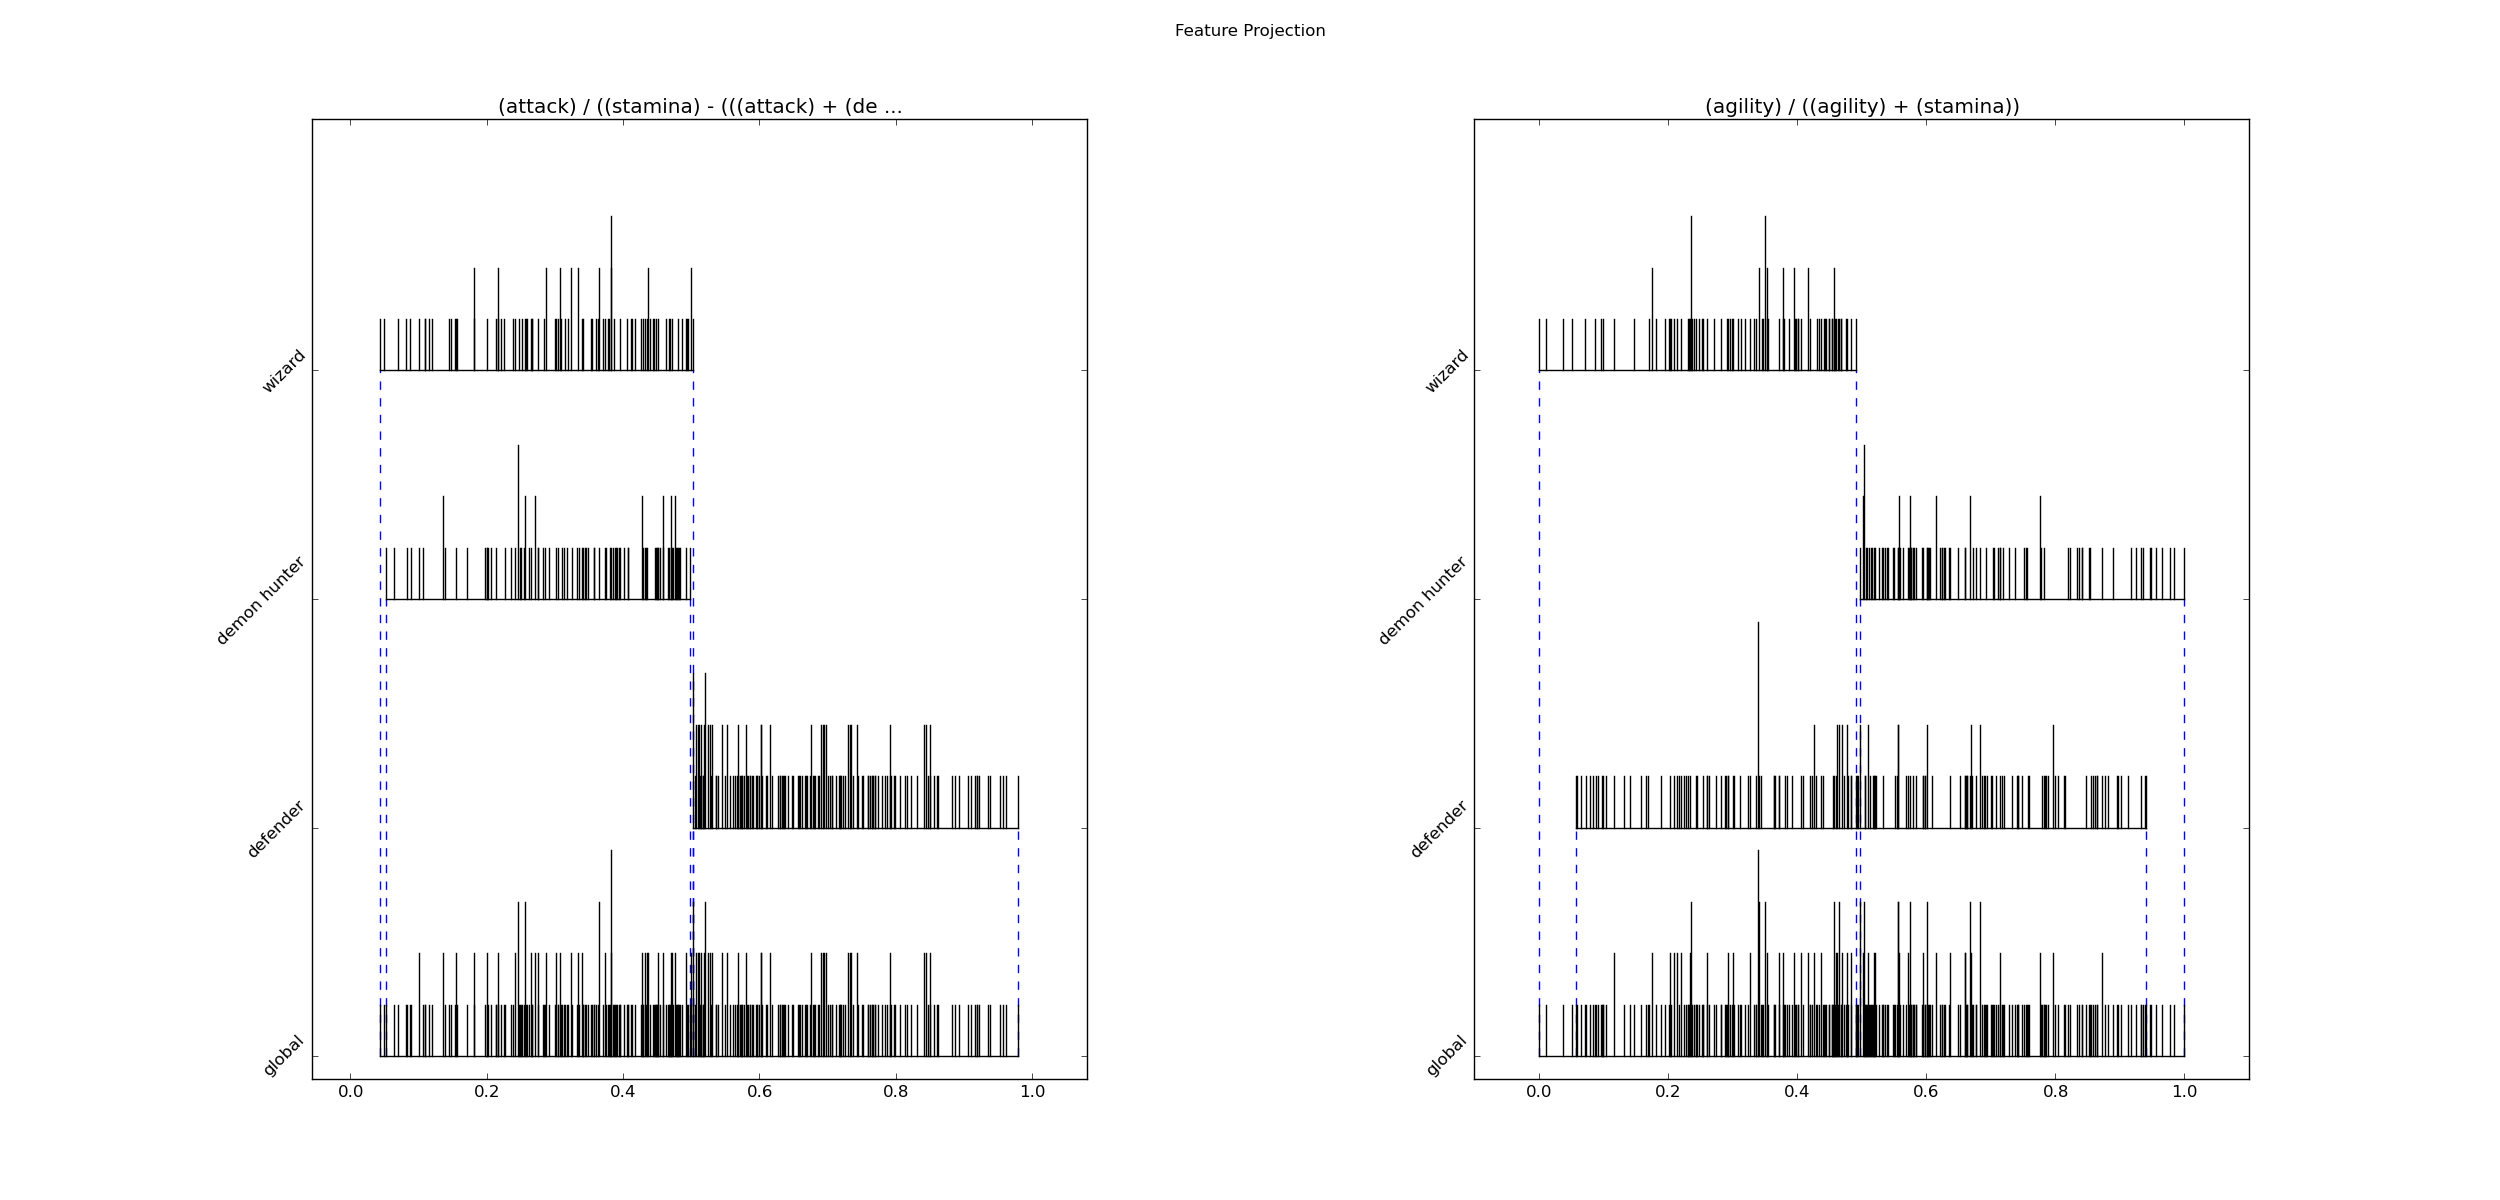 Feature Projection
(attack) / ((stamina) - (((attack) + (de ...
wizard
demon hunter
defender
global
0.0 0.2 0.4 0.6 0.8 1.0
(agility) / ((agility) + (stamina))
wizard
demon hunter
defender
global
0.0 0.2 0.4 0.6 0.8 1.0